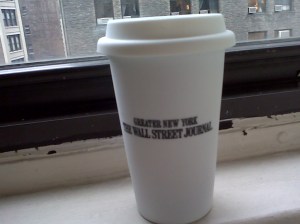 GREATER NEW YORK
THE WALL STREET JOURNAL